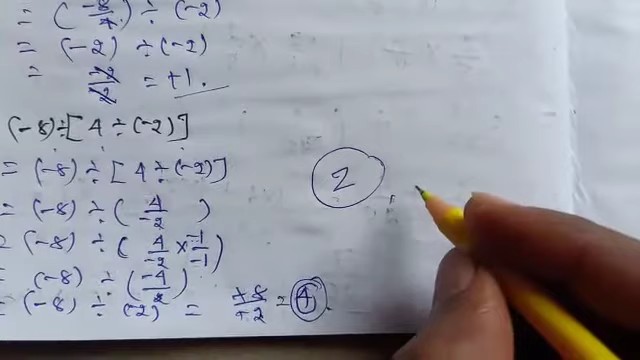 = (-8/4) ÷ (-2)
= (-2) ÷ (-2)
= -2/-2 = +1.
(-8) ÷ [4 ÷ (-2)]
= (-8) ÷ [4 ÷ (-2)]
= (-8) ÷ (4/-2)
= (-8) ÷ (4/-2 × -1/-1)
= (-8) ÷ (-4/2)
= (-8) ÷ (-2) = +8/+2 = 4.
2